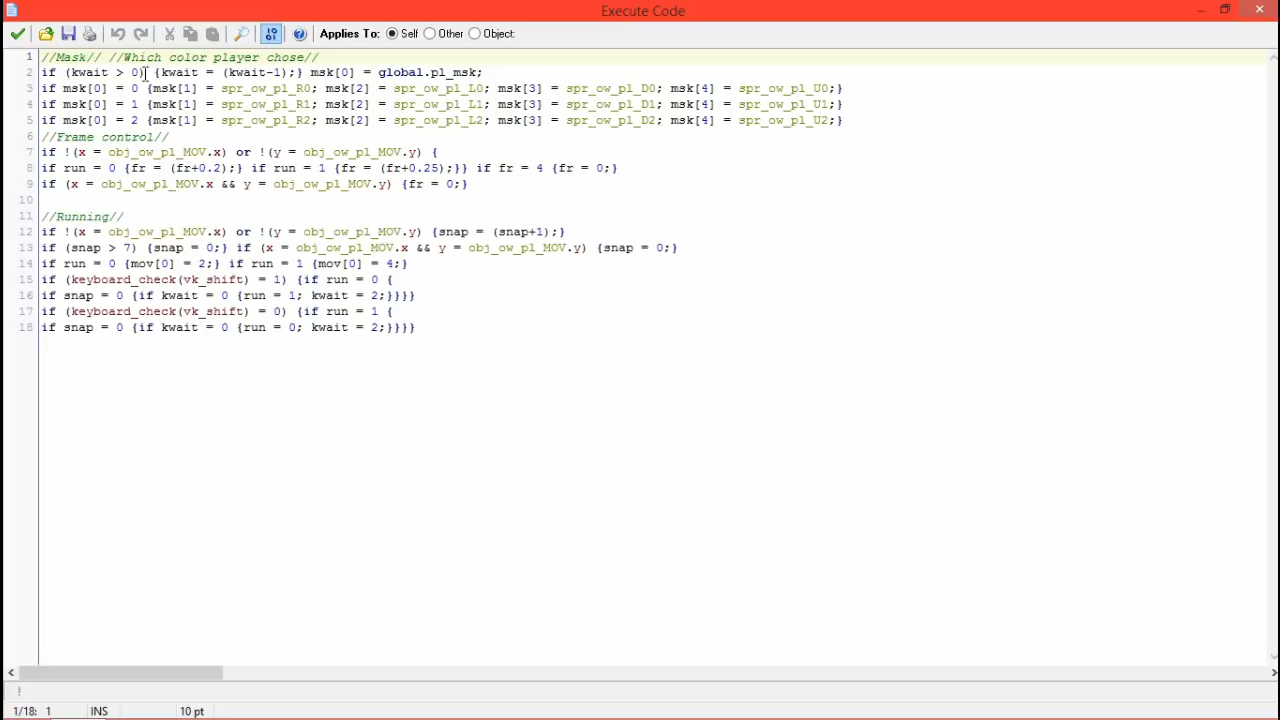 Execute Code
Applies To: Self Other Object:
1 //Mask// //Which color player chose//
2 if (kwait > 0) {kwait = (kwait-1);} msk[0] = global.pl_msk;
3 if msk[0] = 0 {msk[1] = spr_ow_pl_R0; msk[2] = spr_ow_pl_L0; msk[3] = spr_ow_pl_D0; msk[4] = spr_ow_pl_U0;}
4 if msk[0] = 1 {msk[1] = spr_ow_pl_R1; msk[2] = spr_ow_pl_L1; msk[3] = spr_ow_pl_D1; msk[4] = spr_ow_pl_U1;}
5 if msk[0] = 2 {msk[1] = spr_ow_pl_R2; msk[2] = spr_ow_pl_L2; msk[3] = spr_ow_pl_D2; msk[4] = spr_ow_pl_U2;}
6 //Frame control//
7 if !(x = obj_ow_pl_MOV.x) or !(y = obj_ow_pl_MOV.y) {
8 if run = 0 {fr = (fr+0.2);} if run = 1 {fr = (fr+0.25);}} if fr = 4 {fr = 0;}
9 if (x = obj_ow_pl_MOV.x && y = obj_ow_pl_MOV.y) {fr = 0;}
10
11 //Running//
12 if !(x = obj_ow_pl_MOV.x) or !(y = obj_ow_pl_MOV.y) {snap = (snap+1);}
13 if (snap > 7) {snap = 0;} if (x = obj_ow_pl_MOV.x && y = obj_ow_pl_MOV.y) {snap = 0;}
14 if run = 0 {mov[0] = 2;} if run = 1 {mov[0] = 4;}
15 if (keyboard_check(vk_shift) = 1) {if run = 0 {
16 if snap = 0 {if kwait = 0 {run = 1; kwait = 2;}}}}
17 if (keyboard_check(vk_shift) = 0) {if run = 1 {
18 if snap = 0 {if kwait = 0 {run = 0; kwait = 2;}}}}
!
1/18: 1 INS 10 pt